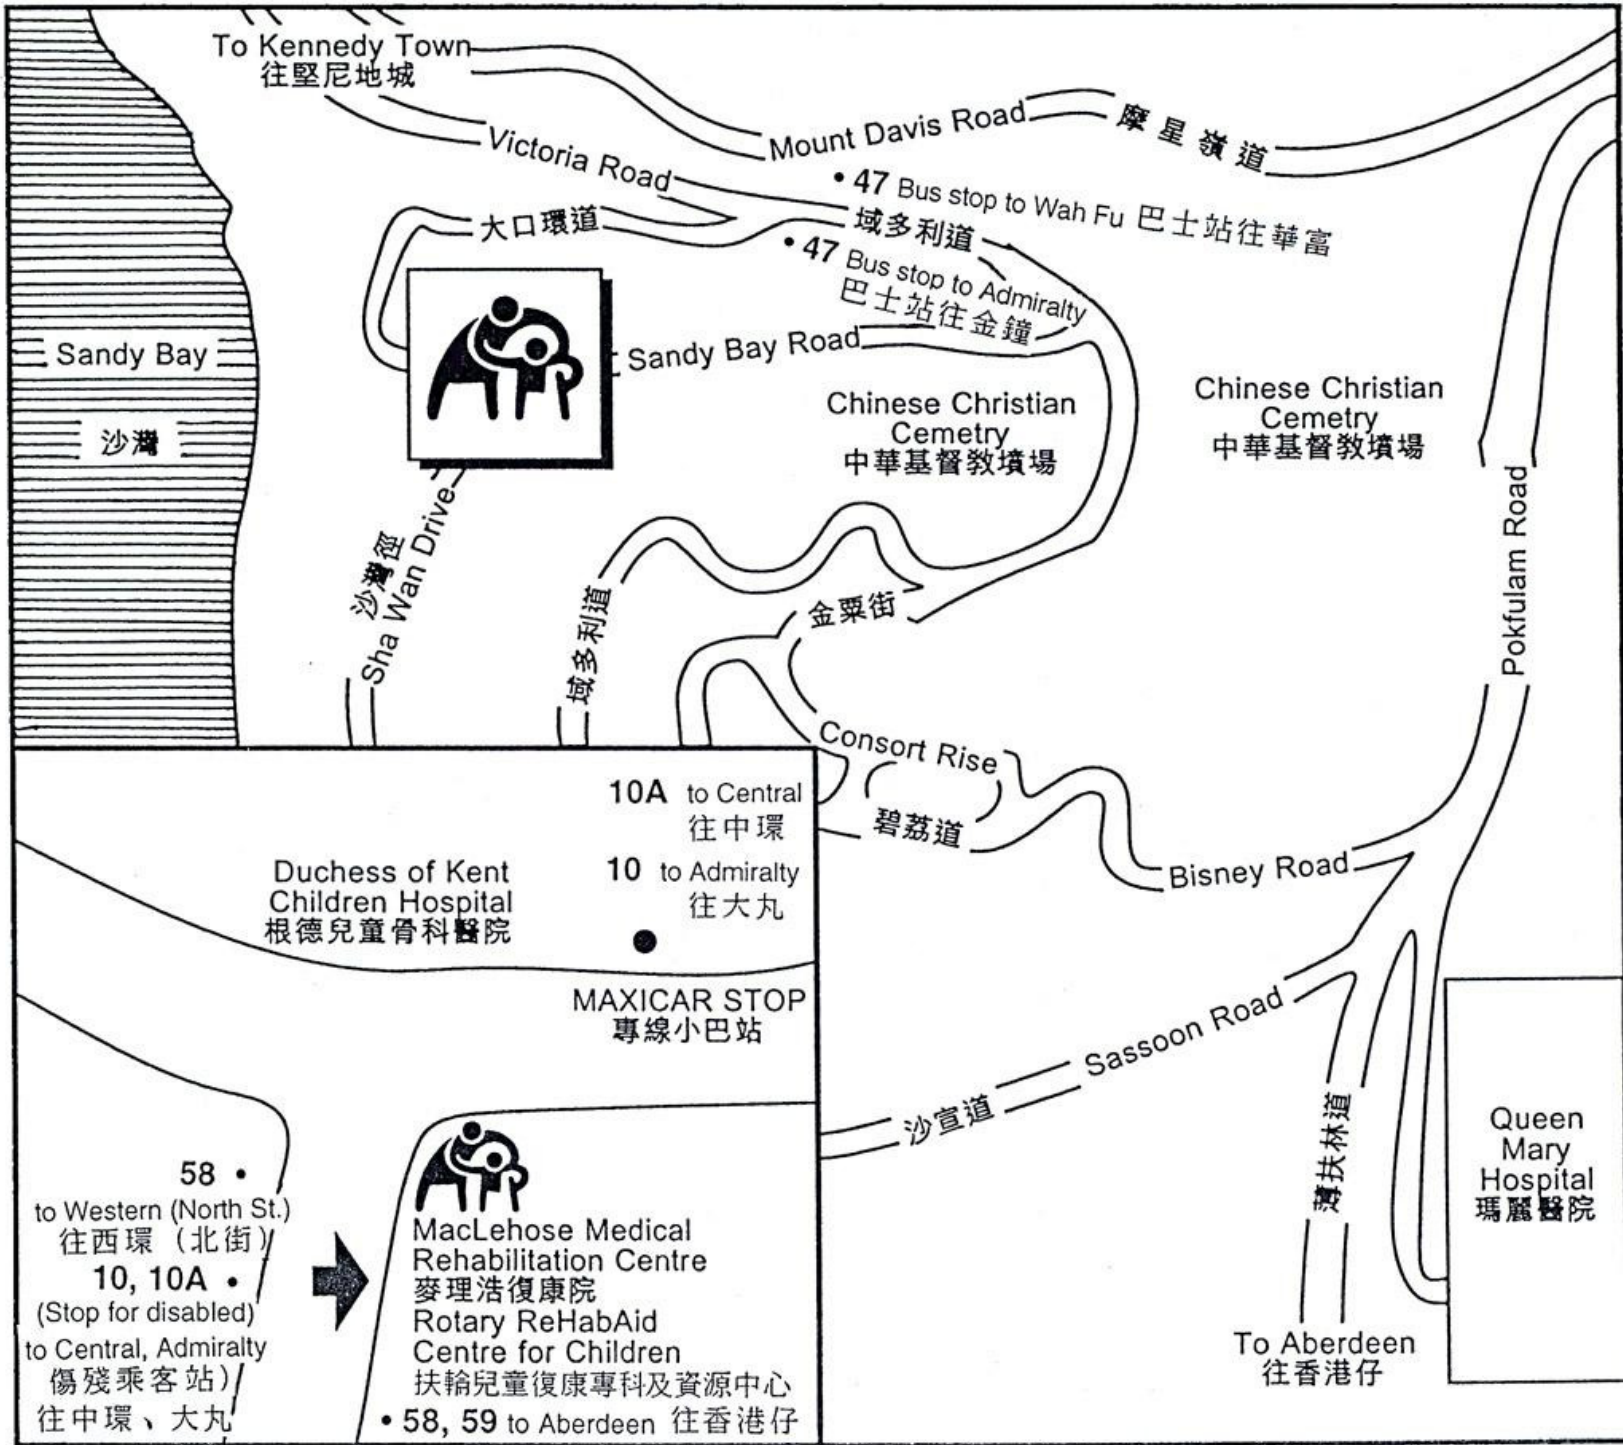 To Kennedy Town
往堅尼地城
Victoria Road
Mount Davis Road
摩星嶺道
• 47 Bus stop to Wah Fu 巴士站往華富
大口環道
域多利道
• 47 Bus stop to Admiralty
巴士站往金鐘
Sandy Bay
沙灣
Sandy Bay Road
Chinese Christian
Cemetry
中華基督敎墳場
Chinese Christian
Cemetry
中華基督敎墳場
沙灣徑
Sha Wan Drive
域多利道
金粟街
Pokfulam Road
Consort Rise
碧荔道
Bisney Road
Sassoon Road
沙宣道
薄扶林道
To Aberdeen
往香港仔
Queen
Mary
Hospital
瑪麗醫院
10A to Central
往中環
10 to Admiralty
往大丸
Duchess of Kent
Children Hospital
根德兒童骨科醫院
MAXICAR STOP
專線小巴站
58 •
to Western (North St.)
往西環（北街）
10, 10A •
(Stop for disabled)
to Central, Admiralty
傷殘乘客站）
往中環、大丸
MacLehose Medical
Rehabilitation Centre
麥理浩復康院
Rotary ReHabAid
Centre for Children
扶輪兒童復康專科及資源中心
• 58, 59 to Aberdeen 往香港仔